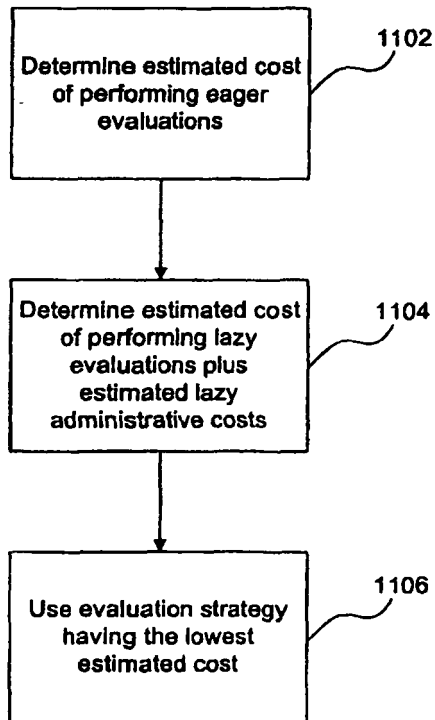 1102
Determine estimated cost
of performing eager
evaluations
1104
Determine estimated cost
of performing lazy
evaluations plus
estimated lazy
administrative costs
1106
Use evaluation strategy
having the lowest
estimated cost